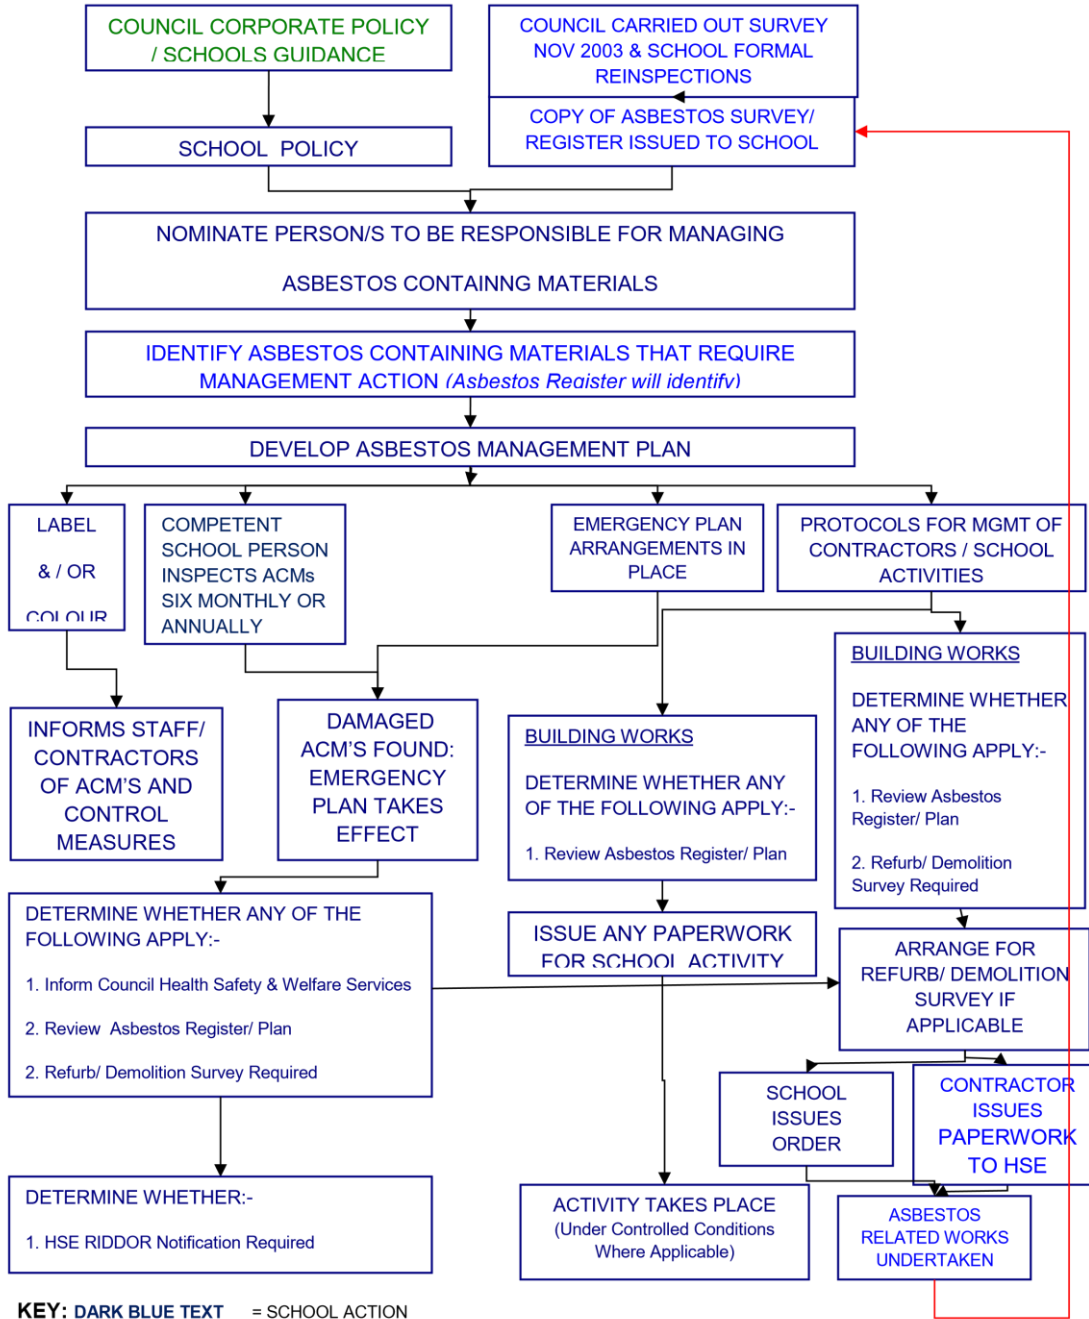 COUNCIL CORPORATE POLICY
/ SCHOOLS GUIDANCE
COUNCIL CARRIED OUT SURVEY
NOV 2003 & SCHOOL FORMAL
REINSPECTIONS
COPY OF ASBESTOS SURVEY/
REGISTER ISSUED TO SCHOOL
SCHOOL POLICY
NOMINATE PERSON/S TO BE RESPONSIBLE FOR MANAGING
ASBESTOS CONTAINNG MATERIALS
IDENTIFY ASBESTOS CONTAINING MATERIALS THAT REQUIRE
MANAGEMENT ACTION (Asbestos Register will identify)
DEVELOP ASBESTOS MANAGEMENT PLAN
LABEL
& / OR
COLOUR
COMPETENT
SCHOOL PERSON
INSPECTS ACMs
SIX MONTHLY OR
ANNUALLY
EMERGENCY PLAN
ARRANGEMENTS IN
PLACE
PROTOCOLS FOR MGMT OF
CONTRACTORS / SCHOOL
ACTIVITIES
INFORMS STAFF/
CONTRACTORS
OF ACM'S AND
CONTROL
MEASURES
DAMAGED
ACM'S FOUND:
EMERGENCY
PLAN TAKES
EFFECT
BUILDING WORKS
DETERMINE WHETHER ANY
OF THE FOLLOWING APPLY:-
1. Review Asbestos Register/ Plan
BUILDING WORKS
DETERMINE WHETHER
ANY OF THE
FOLLOWING APPLY:-
1. Review Asbestos
Register/ Plan
2. Refurb/ Demolition
Survey Required
DETERMINE WHETHER ANY OF THE
FOLLOWING APPLY:-
1. Inform Council Health Safety & Welfare Services
2. Review Asbestos Register/ Plan
2. Refurb/ Demolition Survey Required
ISSUE ANY PAPERWORK
FOR SCHOOL ACTIVITY
ARRANGE FOR
REFURB/ DEMOLITION
SURVEY IF
APPLICABLE
SCHOOL
ISSUES
ORDER
CONTRACTOR
ISSUES
PAPERWORK
TO HSE
DETERMINE WHETHER:-
1. HSE RIDDOR Notification Required
ACTIVITY TAKES PLACE
(Under Controlled Conditions
Where Applicable)
ASBESTOS
RELATED WORKS
UNDERTAKEN
KEY: DARK BLUE TEXT = SCHOOL ACTION